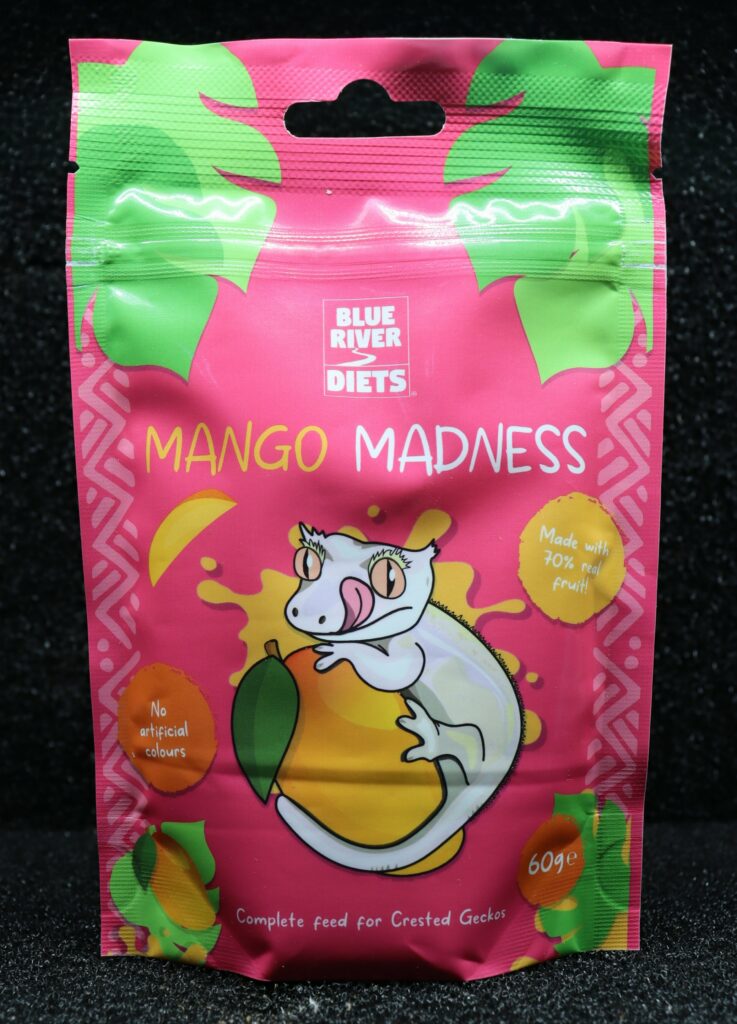 BLUE
RIVER
DIETS®
MANGO MADNESS
Made with
70% real
fruit!
No
artificial
colours
60g℮
Complete feed for Crested Geckos